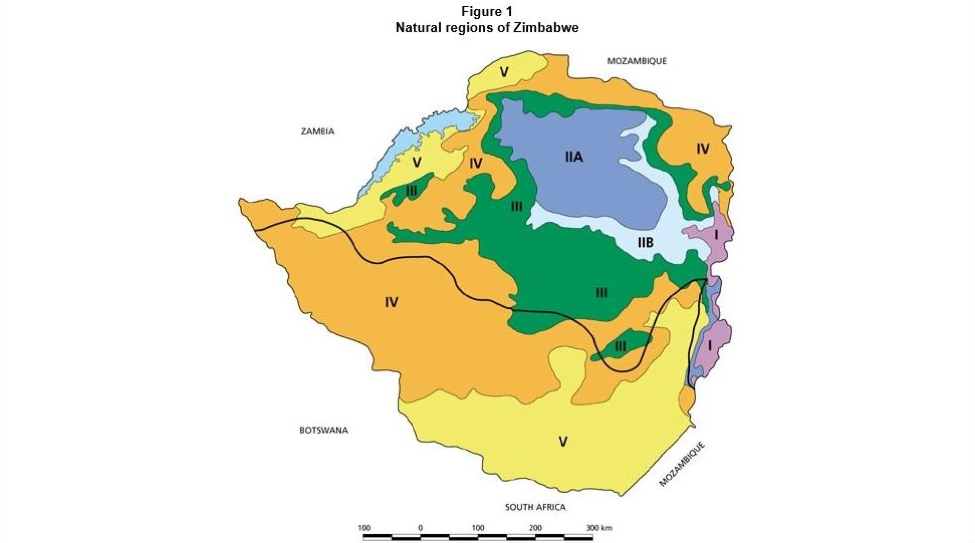 Figure 1
Natural regions of Zimbabwe
MOZAMBIQUE
V
ZAMBIA
IV
IIA
V
IV
III
III
I
IIB
III
IV
III
I
BOTSWANA
V
MOZAMBIQUE
SOUTH AFRICA
100 0 100 200 300 km